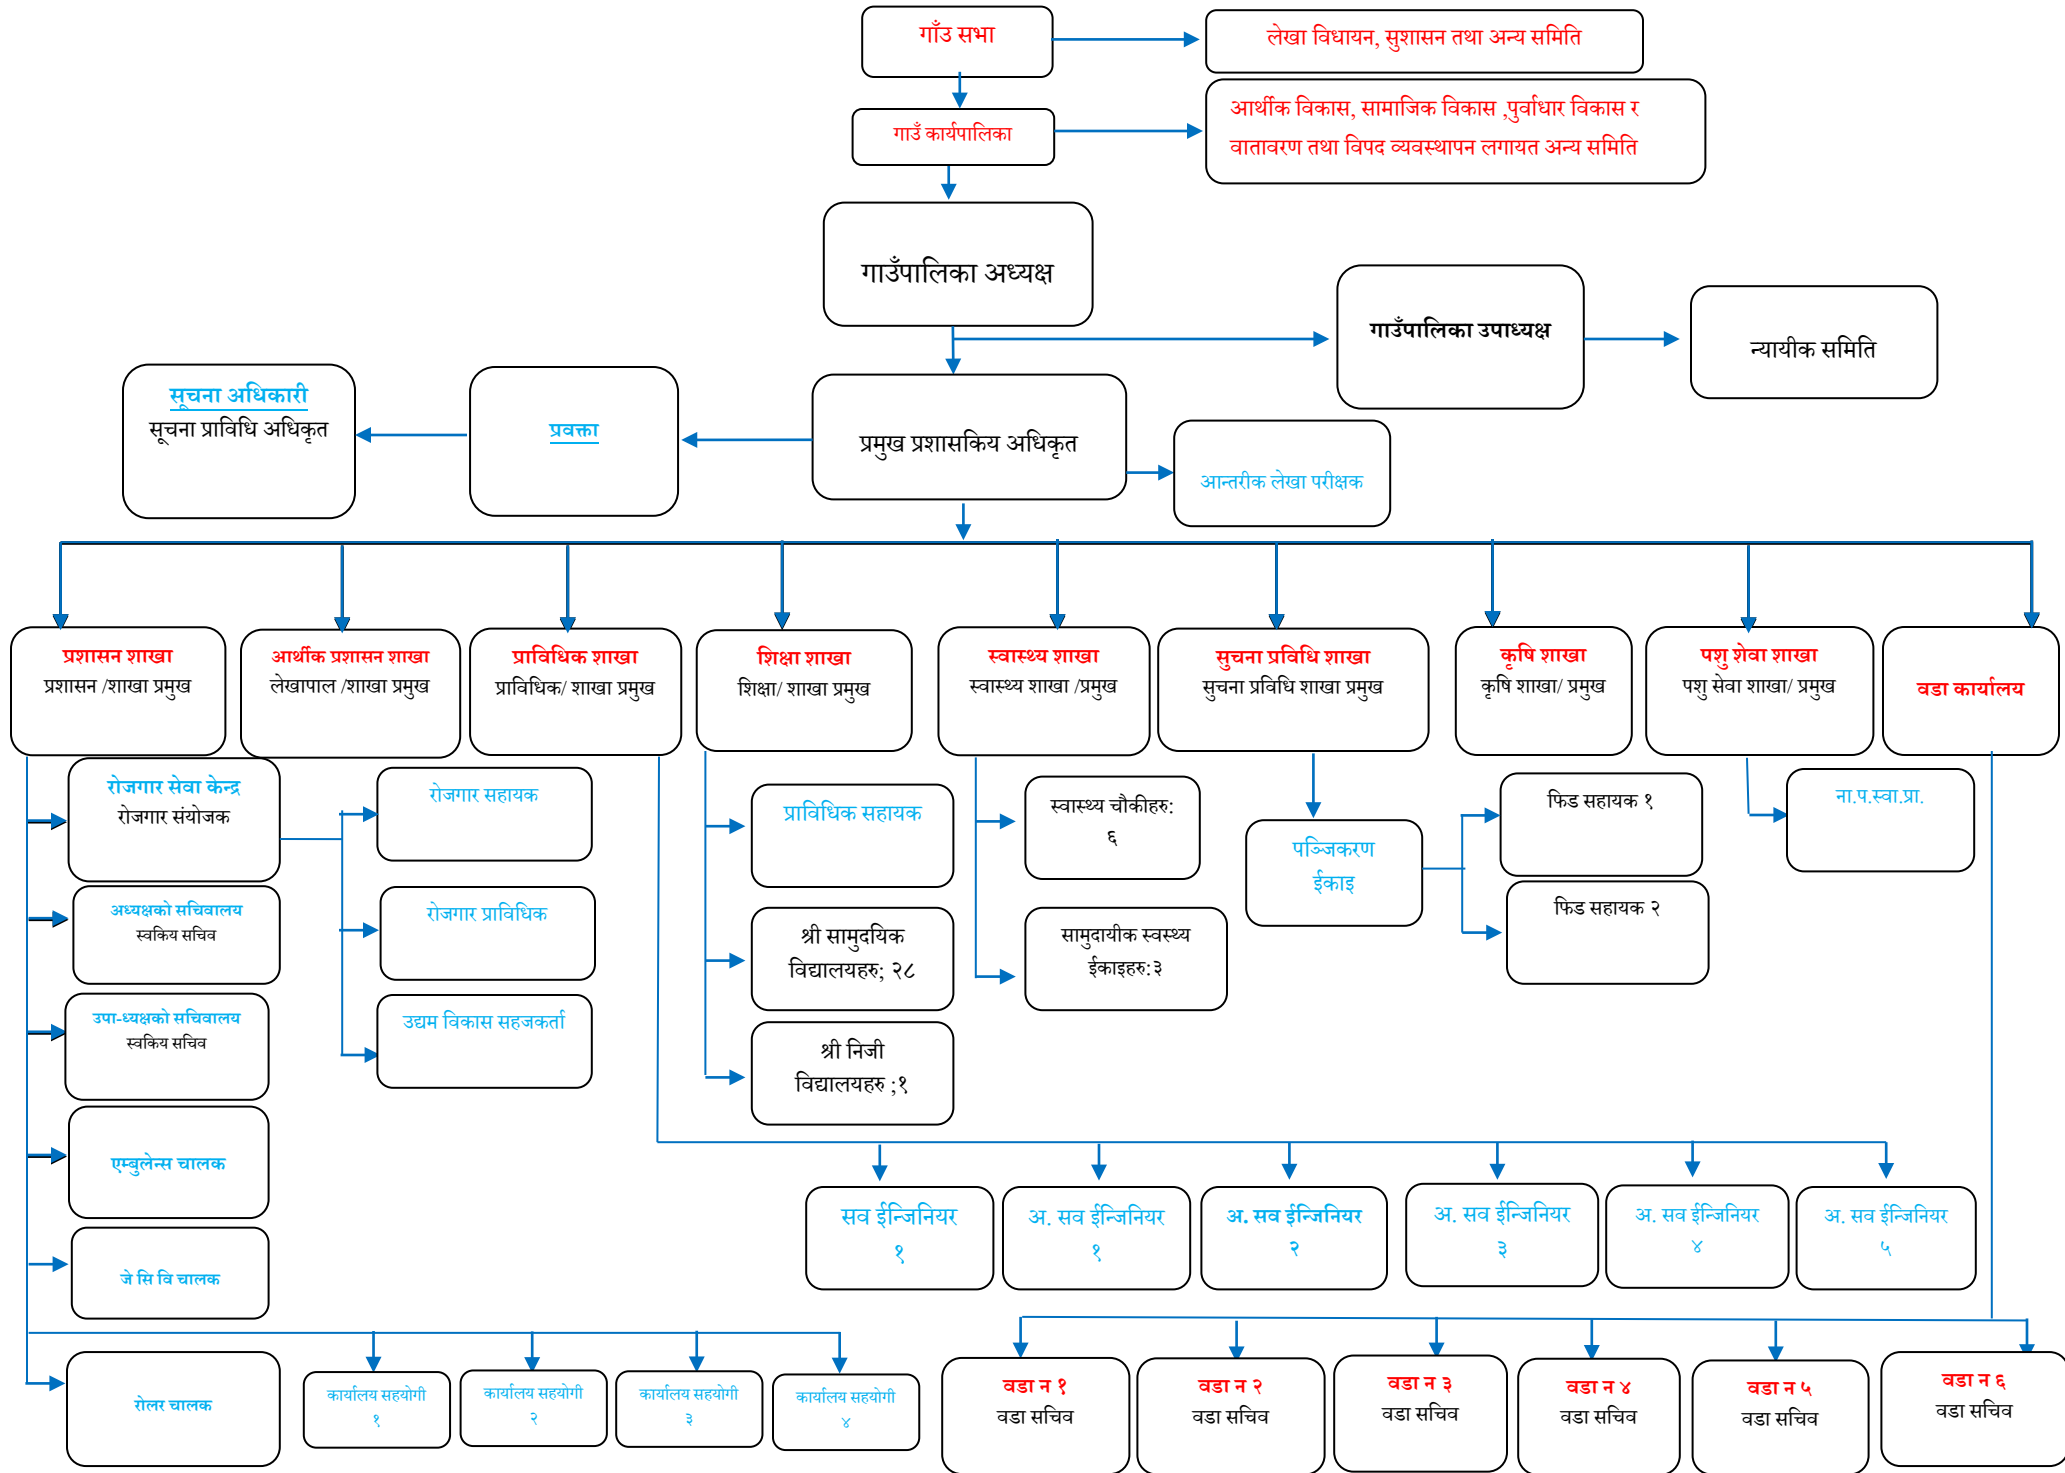 गाँउ सभा
लेखा विधायन, सुशासन तथा अन्य समिति
गाउँ कार्यपालिका
आर्थीक विकास, सामाजिक विकास ,पुर्वाधार विकास र
वातावरण तथा विपद व्यवस्थापन लगायत अन्य समिति
गाउँपालिका अध्यक्ष
गाउँपालिका उपाध्यक्ष
न्यायीक समिति
सूचना अधिकारी
सूचना प्राविधि अधिकृत
प्रवक्ता
प्रमुख प्रशासकिय अधिकृत
आन्तरीक लेखा परीक्षक
प्रशासन शाखा
प्रशासन /शाखा प्रमुख
आर्थीक प्रशासन शाखा
लेखापाल /शाखा प्रमुख
प्राविधिक शाखा
प्राविधिक/ शाखा प्रमुख
शिक्षा शाखा
शिक्षा/ शाखा प्रमुख
स्वास्थ्य शाखा
स्वास्थ्य शाखा /प्रमुख
सुचना प्रविधि शाखा
सुचना प्रविधि शाखा प्रमुख
कृषि शाखा
कृषि शाखा/ प्रमुख
पशु शेवा शाखा
पशु सेवा शाखा/ प्रमुख
वडा कार्यालय
रोजगार सेवा केन्द्र
रोजगार संयोजक
रोजगार सहायक
प्राविधिक सहायक
स्वास्थ्य चौकीहरु:
६
पञ्जिकरण
ईकाइ
फिड सहायक १
ना.प.स्वा.प्रा.
अध्यक्षको सचिवालय
स्वकिय सचिव
रोजगार प्राविधिक
श्री सामुदयिक
विद्यालयहरु; २८
सामुदायीक स्वस्थ्य
ईकाइहरु:३
फिड सहायक २
उपा-ध्यक्षको सचिवालय
स्वकिय सचिव
उद्यम विकास सहजकर्ता
श्री निजी
विद्यालयहरु ;१
एम्बुलेन्स चालक
सव ईन्जिनियर
१
अ. सव ईन्जिनियर
१
अ. सव ईन्जिनियर
२
अ. सव ईन्जिनियर
३
अ. सव ईन्जिनियर
४
अ. सव ईन्जिनियर
५
जे सि वि चालक
रोलर चालक
कार्यालय सहयोगी
१
कार्यालय सहयोगी
२
कार्यालय सहयोगी
३
कार्यालय सहयोगी
४
वडा न १
वडा सचिव
वडा न २
वडा सचिव
वडा न ३
वडा सचिव
वडा न ४
वडा सचिव
वडा न ५
वडा सचिव
वडा न ६
वडा सचिव